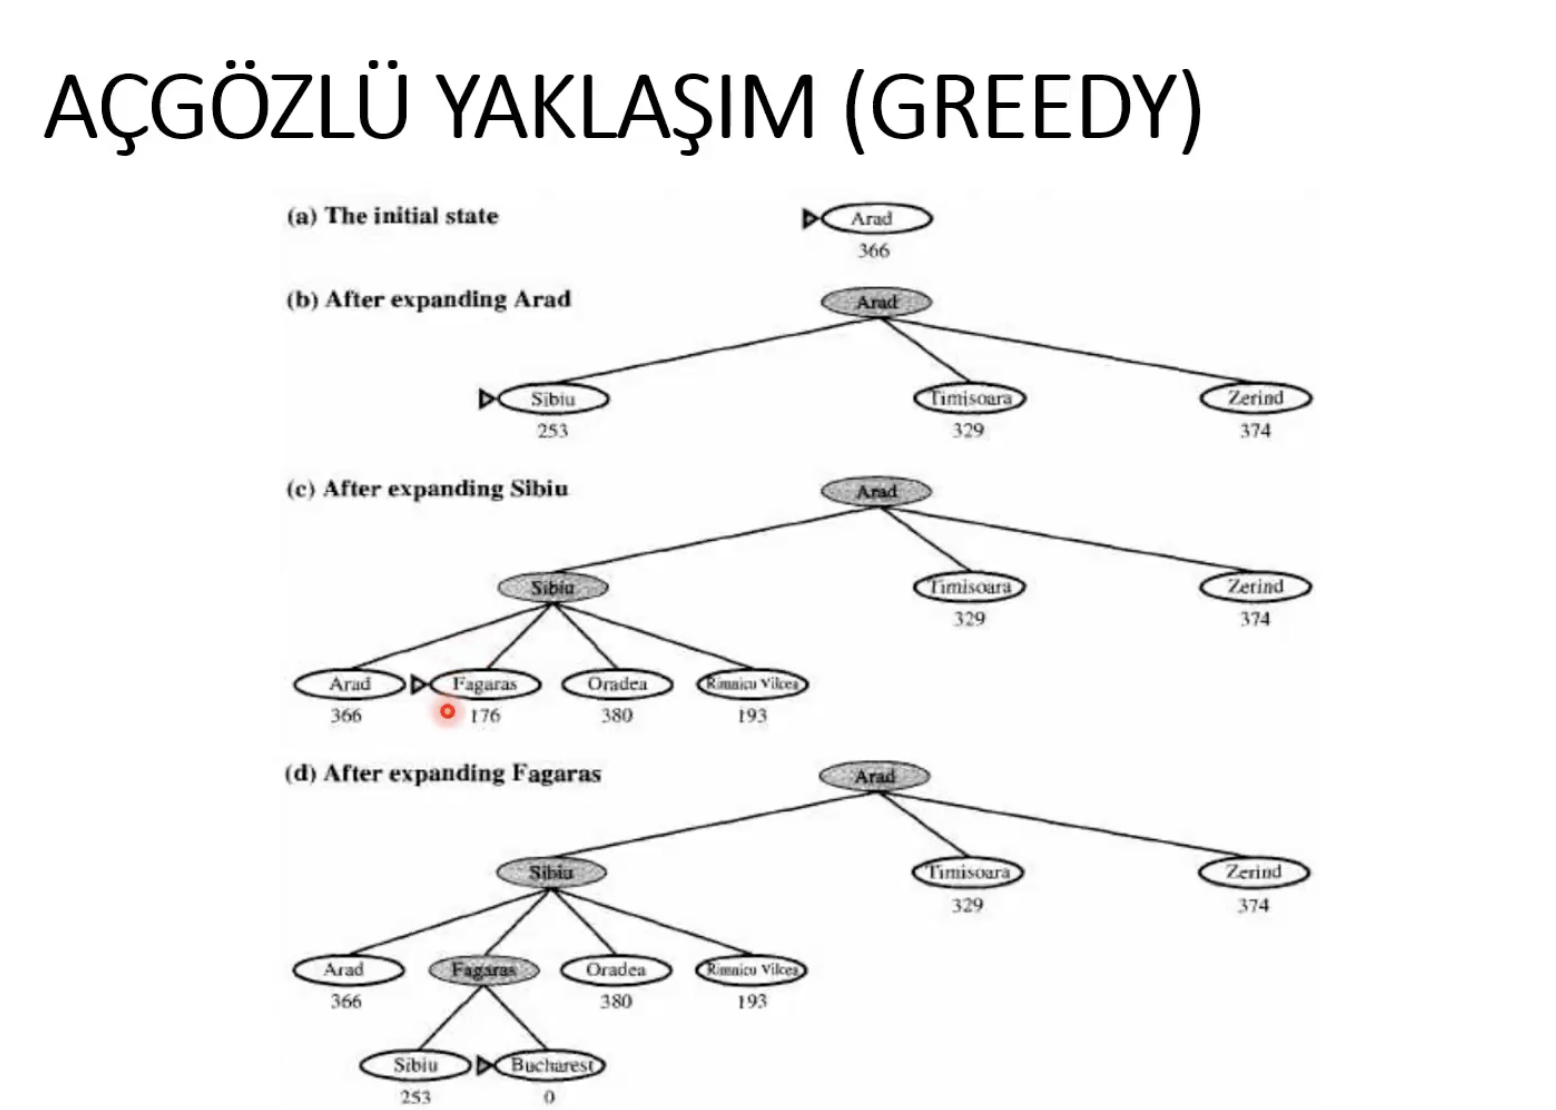 AÇGÖZLÜ YAKLAŞIM (GREEDY)
(a) The initial state
Arad
366
(b) After expanding Arad
Arad
Sibiu
Timisoara
Zerind
253
329
374
(c) After expanding Sibiu
Arad
Sibiu
Timisoara
Zerind
329
374
Arad
Fagaras
Oradea
Rimnicu Vilcea
366
176
380
193
(d) After expanding Fagaras
Arad
Sibiu
Timisoara
Zerind
329
374
Arad
Fagaras
Oradea
Rimnicu Vilcea
366
380
193
Sibiu
Bucharest
253
0